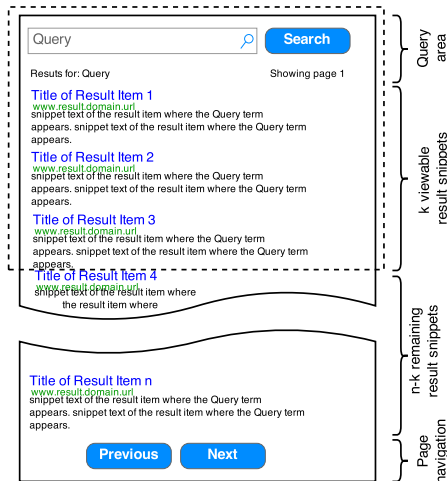 Query
Search
Resuts for: Query
Showing page 1
Title of Result Item 1
www.result.domain.url
snippet text of the result item where the Query term
appears. snippet text of the result item where the Query term
appears.
Title of Result Item 2
www.result.domain.url
snippet text of the result item where the Query term
appears. snippet text of the result item where the Query term
appears.
Title of Result Item 3
www.result.domain.url
snippet text of the result item where the Query term
appears. snippet text of the result item where the Query term
appears.
Title of Result Item 4
www.result.domain.url
snippet text of the result item where
the result item where
Title of Result Item n
www.result.domain.url
snippet text of the result item where the Query term
appears. snippet text of the result item where the Query term
appears.
Previous
Next
Query
area
k viewable
result snippets
n-k remaining
result snippets
Page
navigation